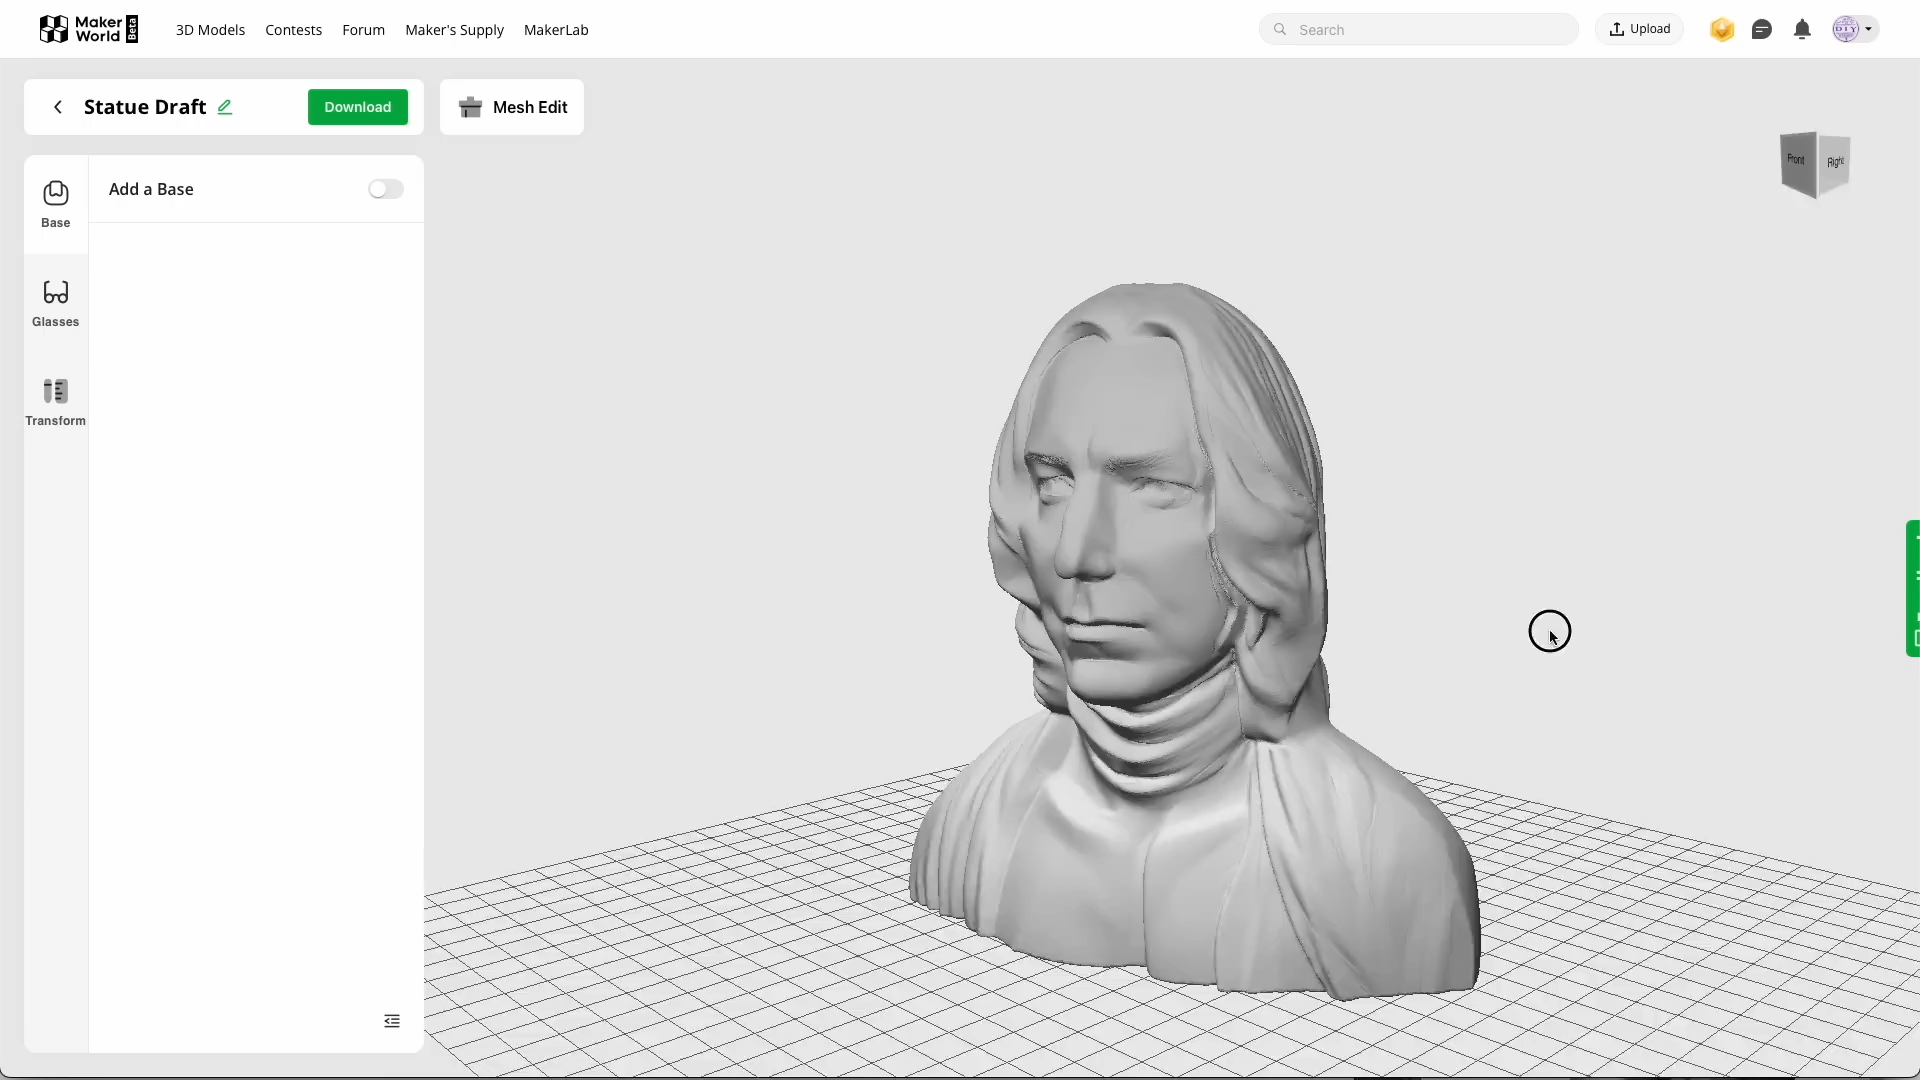 Maker
World Beta
3D Models Contests Forum Maker's Supply MakerLab
Search
Upload
DIY
Statue Draft
Download
Mesh Edit
Base
Add a Base
Glasses
Transform
Front
Right